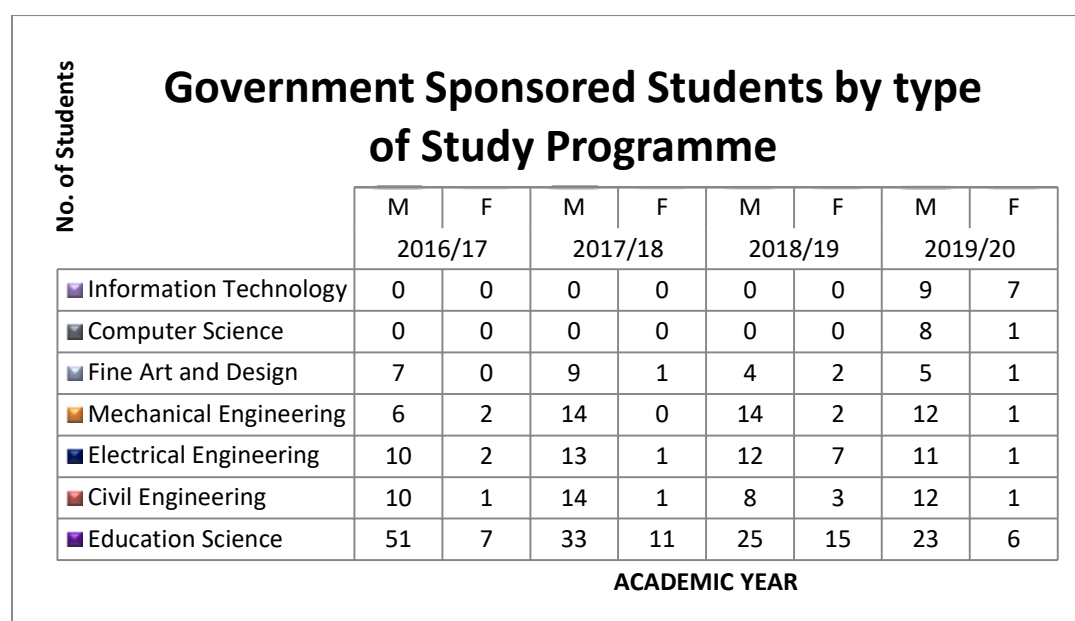 No. of Students
Government Sponsored Students by type
of Study Programme
M F M F M F M F
2016/17 2017/18 2018/19 2019/20
Information Technology 0 0 0 0 0 0 9 7
Computer Science 0 0 0 0 0 0 8 1
Fine Art and Design 7 0 9 1 4 2 5 1
Mechanical Engineering 6 2 14 0 14 2 12 1
Electrical Engineering 10 2 13 1 12 7 11 1
Civil Engineering 10 1 14 1 8 3 12 1
Education Science 51 7 33 11 25 15 23 6
ACADEMIC YEAR